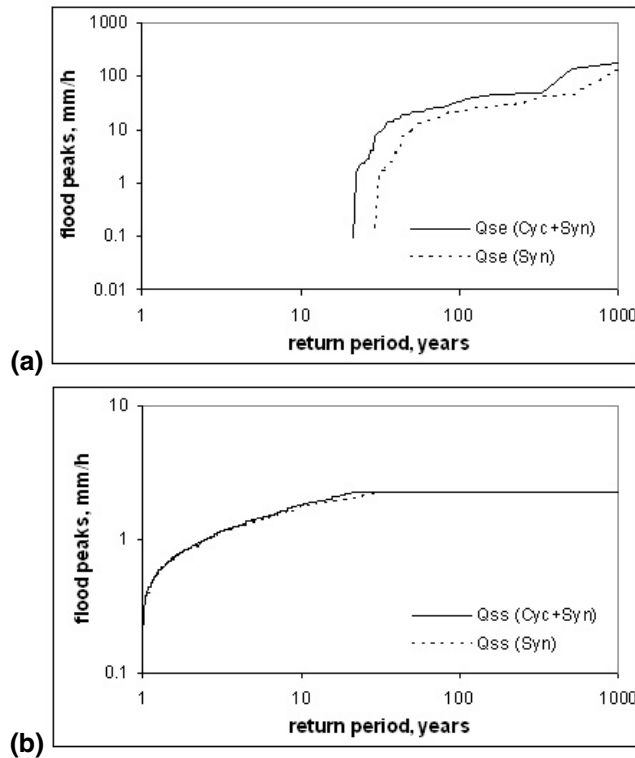 1000
100
10
1
0.1
0.01
flood peaks, mm/h
Qse (Cyc+Syn)
Qse (Syn)
1 10 100 1000
return period, years
(a)
10
1
0.1
flood peaks, mm/h
Qss (Cyc+Syn)
Qss (Syn)
1 10 100 1000
return period, years
(b)